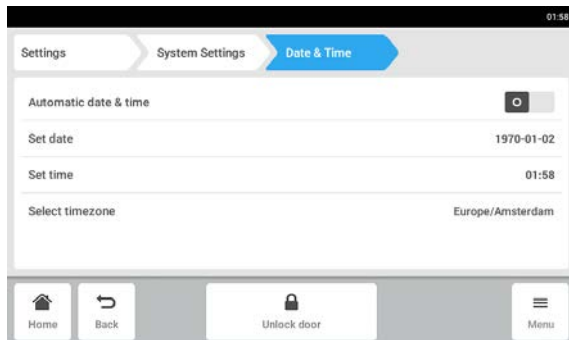 01:58
Settings System Settings Date & Time
Automatic date & time O
Set date 1970-01-02
Set time 01:58
Select timezone Europe/Amsterdam
Home Back Unlock door Menu